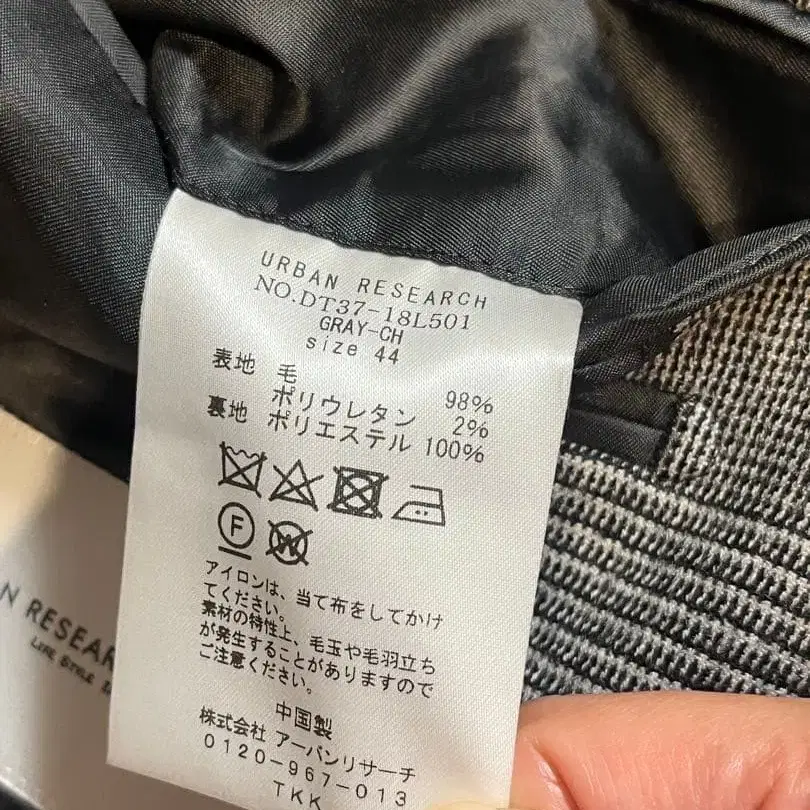 URBAN RESEARCH
NO.DT37-18L501
GRAY-CH
size 44
表地 毛 98%
ポリウレタン 2%
裏地 ポリエステル 100%
F W
アイロンは、当て布をしてかけ
てください。
素材の特性上、毛玉や毛羽立ち
が発生することがありますので
ご注意ください。
中国製
株式会社 アーバンリサーチ
0120-967-013
TKK
N RESEAR
LIFE STYLE